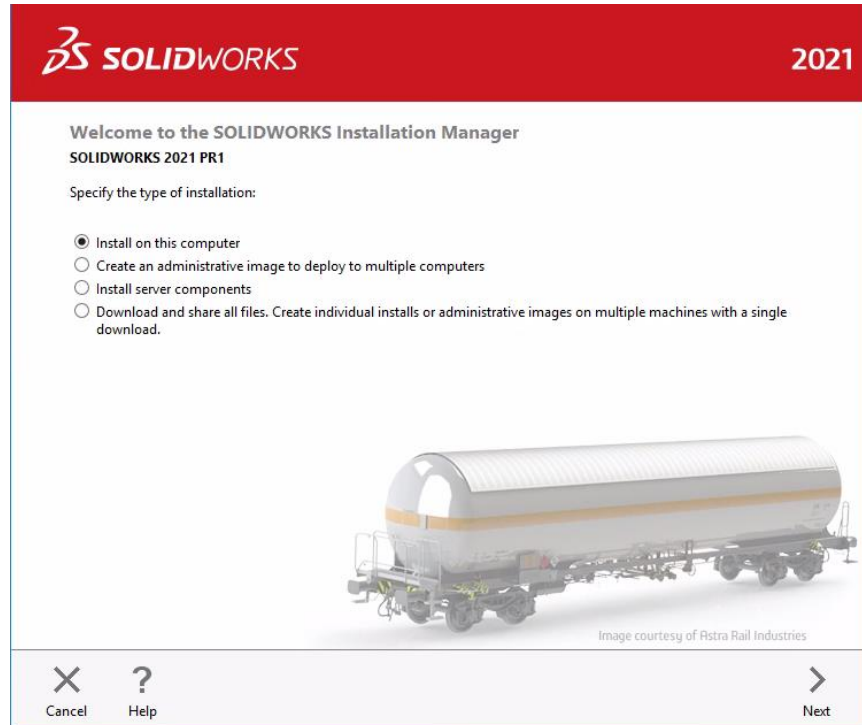 SOLIDWORKS
2021
Welcome to the SOLIDWORKS Installation Manager
SOLIDWORKS 2021 PR1
Specify the type of installation:
Install on this computer
Create an administrative image to deploy to multiple computers
Install server components
Download and share all files. Create individual installs or administrative images on multiple machines with a single
download.
Image courtesy of Astra Rail Industries
?
Cancel
Help
Next